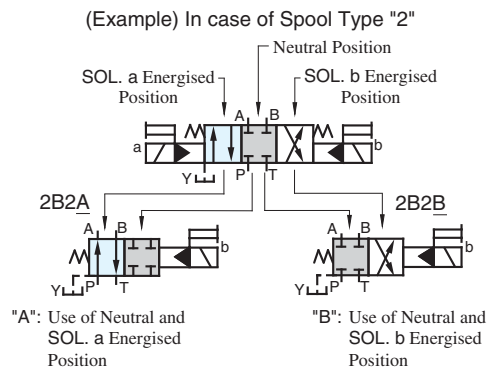 (Example) In case of Spool Type "2"
Neutral Position
SOL. a Energised
Position
SOL. b Energised
Position
A B
a
b
Y
P T
2B2A
2B2B
A B
b
Y P T
A B
b
Y P T
"A": Use of Neutral and
SOL. a Energised
Position
"B": Use of Neutral and
SOL. b Energised
Position